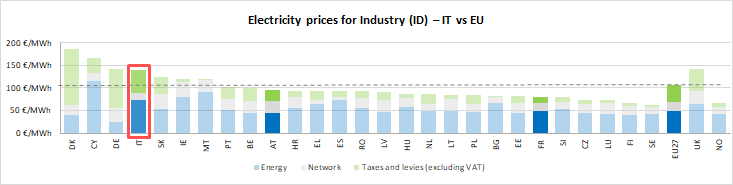 Electricity prices for Industry (ID) – IT vs EU
200 €/MWh
150 €/MWh
100 €/MWh
50 €/MWh
0 €/MWh
DK CY DE IT SK IE MT PT BE AT HR EL ES RO LV HU NL LT PL BG EE FR SI CZ LU FI SE EU27 UK NO
Energy Network Taxes and levies (excluding VAT)